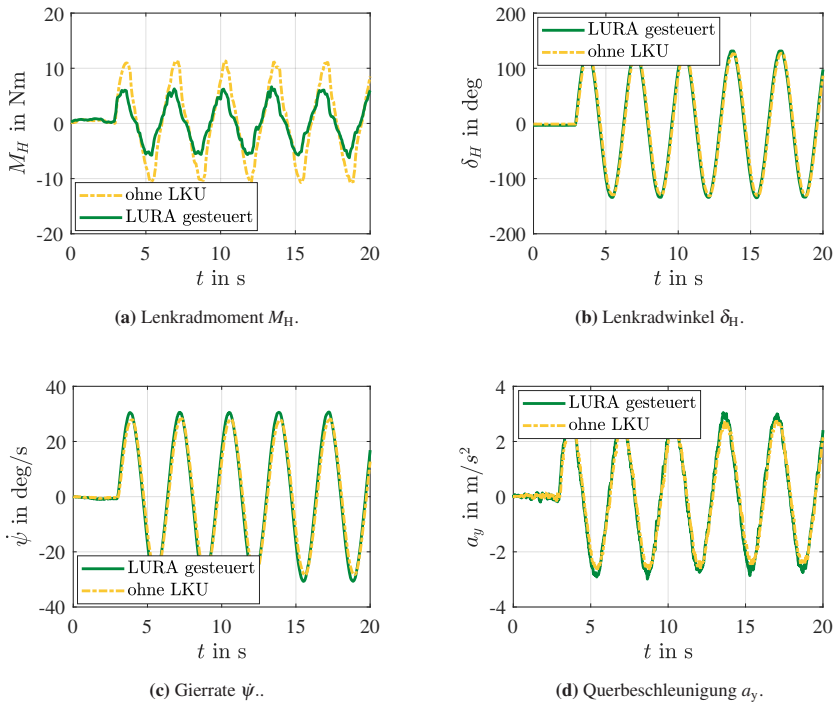 20
10
0
-10
-20
M_H in Nm
ohne LKU
LURA gesteuert
0 5 10 15 20
t in s
(a) Lenkradmoment M_H.
200
100
0
-100
-200
δ_H in deg
LURA gesteuert
ohne LKU
0 5 10 15 20
t in s
(b) Lenkradwinkel δ_H.
40
20
0
-20
-40
ψ̇ in deg/s
LURA gesteuert
ohne LKU
0 5 10 15 20
t in s
(c) Gierrate ψ̇..
4
2
0
-2
-4
a_y in m/s²
LURA gesteuert
ohne LKU
0 5 10 15 20
t in s
(d) Querbeschleunigung a_y.